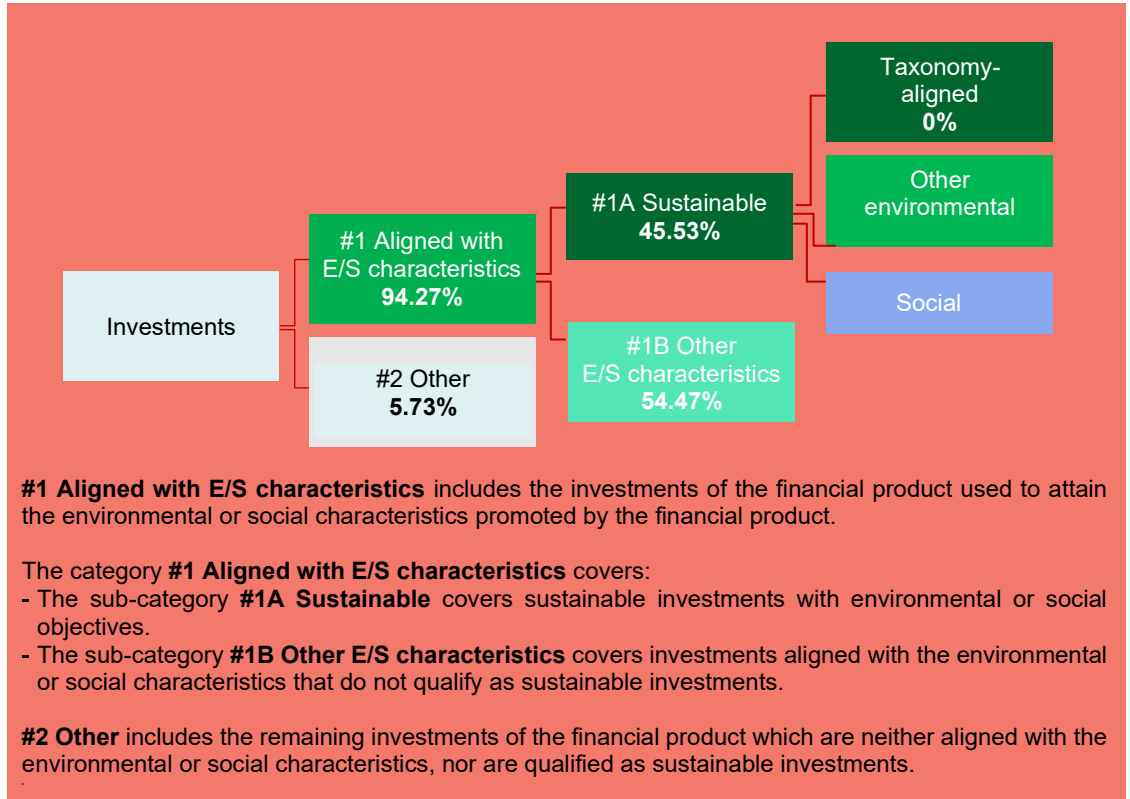 Taxonomy-
aligned
0%
Other
environmental
#1A Sustainable
45.53%
#1 Aligned with
E/S characteristics
94.27%
Social
Investments
#1B Other
E/S characteristics
54.47%
#2 Other
5.73%
#1 Aligned with E/S characteristics includes the investments of the financial product used to attain
the environmental or social characteristics promoted by the financial product.
The category #1 Aligned with E/S characteristics covers:
- The sub-category #1A Sustainable covers sustainable investments with environmental or social
objectives.
- The sub-category #1B Other E/S characteristics covers investments aligned with the environmental
or social characteristics that do not qualify as sustainable investments.
#2 Other includes the remaining investments of the financial product which are neither aligned with the
environmental or social characteristics, nor are qualified as sustainable investments.
.